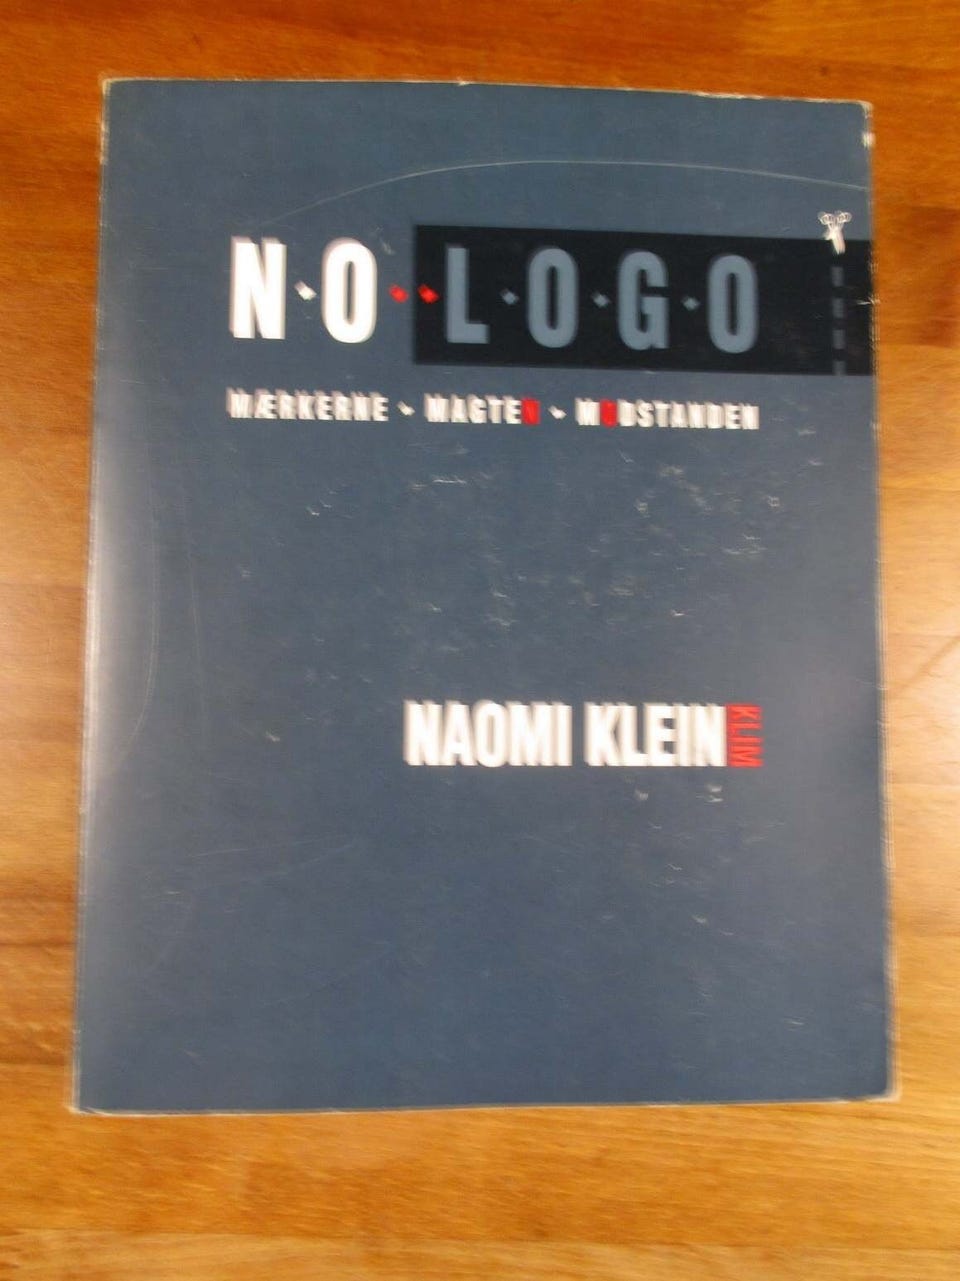 N·O··L·O·G·O
MÆRKERNE · MAGTEN · MODSTANDEN
NAOMI KLEIN
KLIM